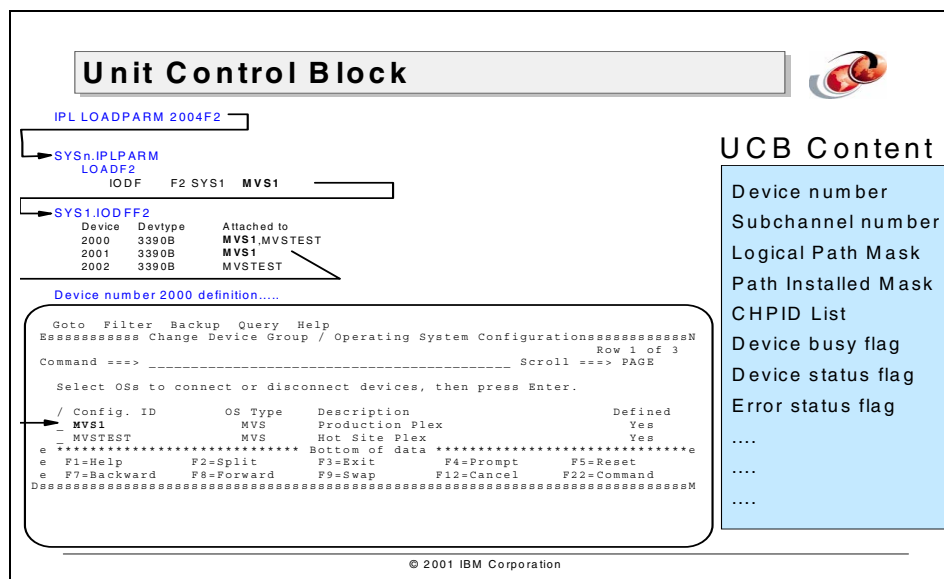 Unit Control Block
IPL LOADPARM 2004F2
SYSn.IPLPARM
LOADF2
IODF F2 SYS1 MVS1
SYS1.IODFF2
Device Devtype Attached to
2000 3390B MVS1,MVSTEST
2001 3390B MVS1
2002 3390B MVSTEST
Device number 2000 definition.....
Goto Filter Backup Query Help
Essssssssssss Change Device Group / Operating System ConfigurationssssssssssssN
Row 1 of 3
Command ===> ___________________________________________ Scroll ===> PAGE
Select OSs to connect or disconnect devices, then press Enter.
/ Config. ID OS Type Description Defined
_ MVS1 MVS Production Plex Yes
_ MVSTEST MVS Hot Site Plex Yes
e ***************************** Bottom of data ******************************e
e F1=Help F2=Split F3=Exit F4=Prompt F5=Reset
e F7=Backward F8=Forward F9=Swap F12=Cancel F22=Command
DsssssssssssssssssssssssssssssssssssssssssssssssssssssssssssssssssssssssssssssM
UCB Content
Device number
Subchannel number
Logical Path Mask
Path Installed Mask
CHPID List
Device busy flag
Device status flag
Error status flag
....
....
....
© 2001 IBM Corporation